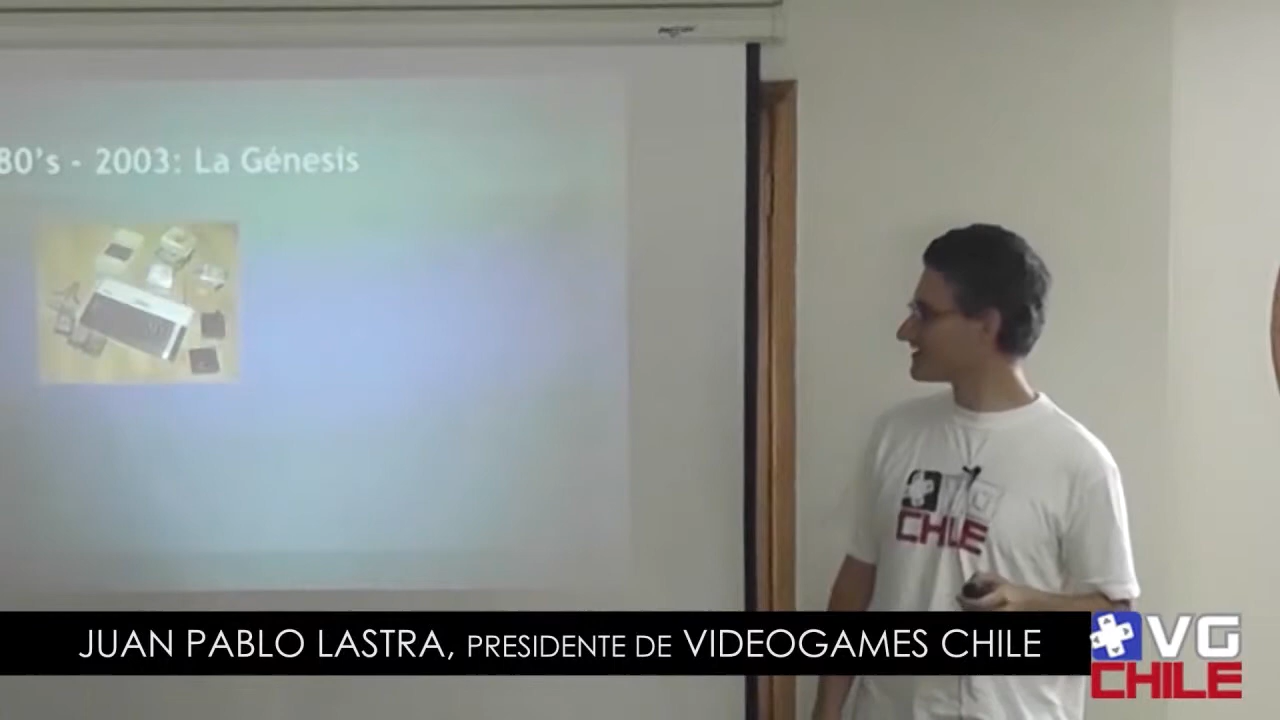 80's - 2003: La Génesis
VG
CHILE
JUAN PABLO LASTRA, PRESIDENTE DE VIDEOGAMES CHILE
VG
CHILE